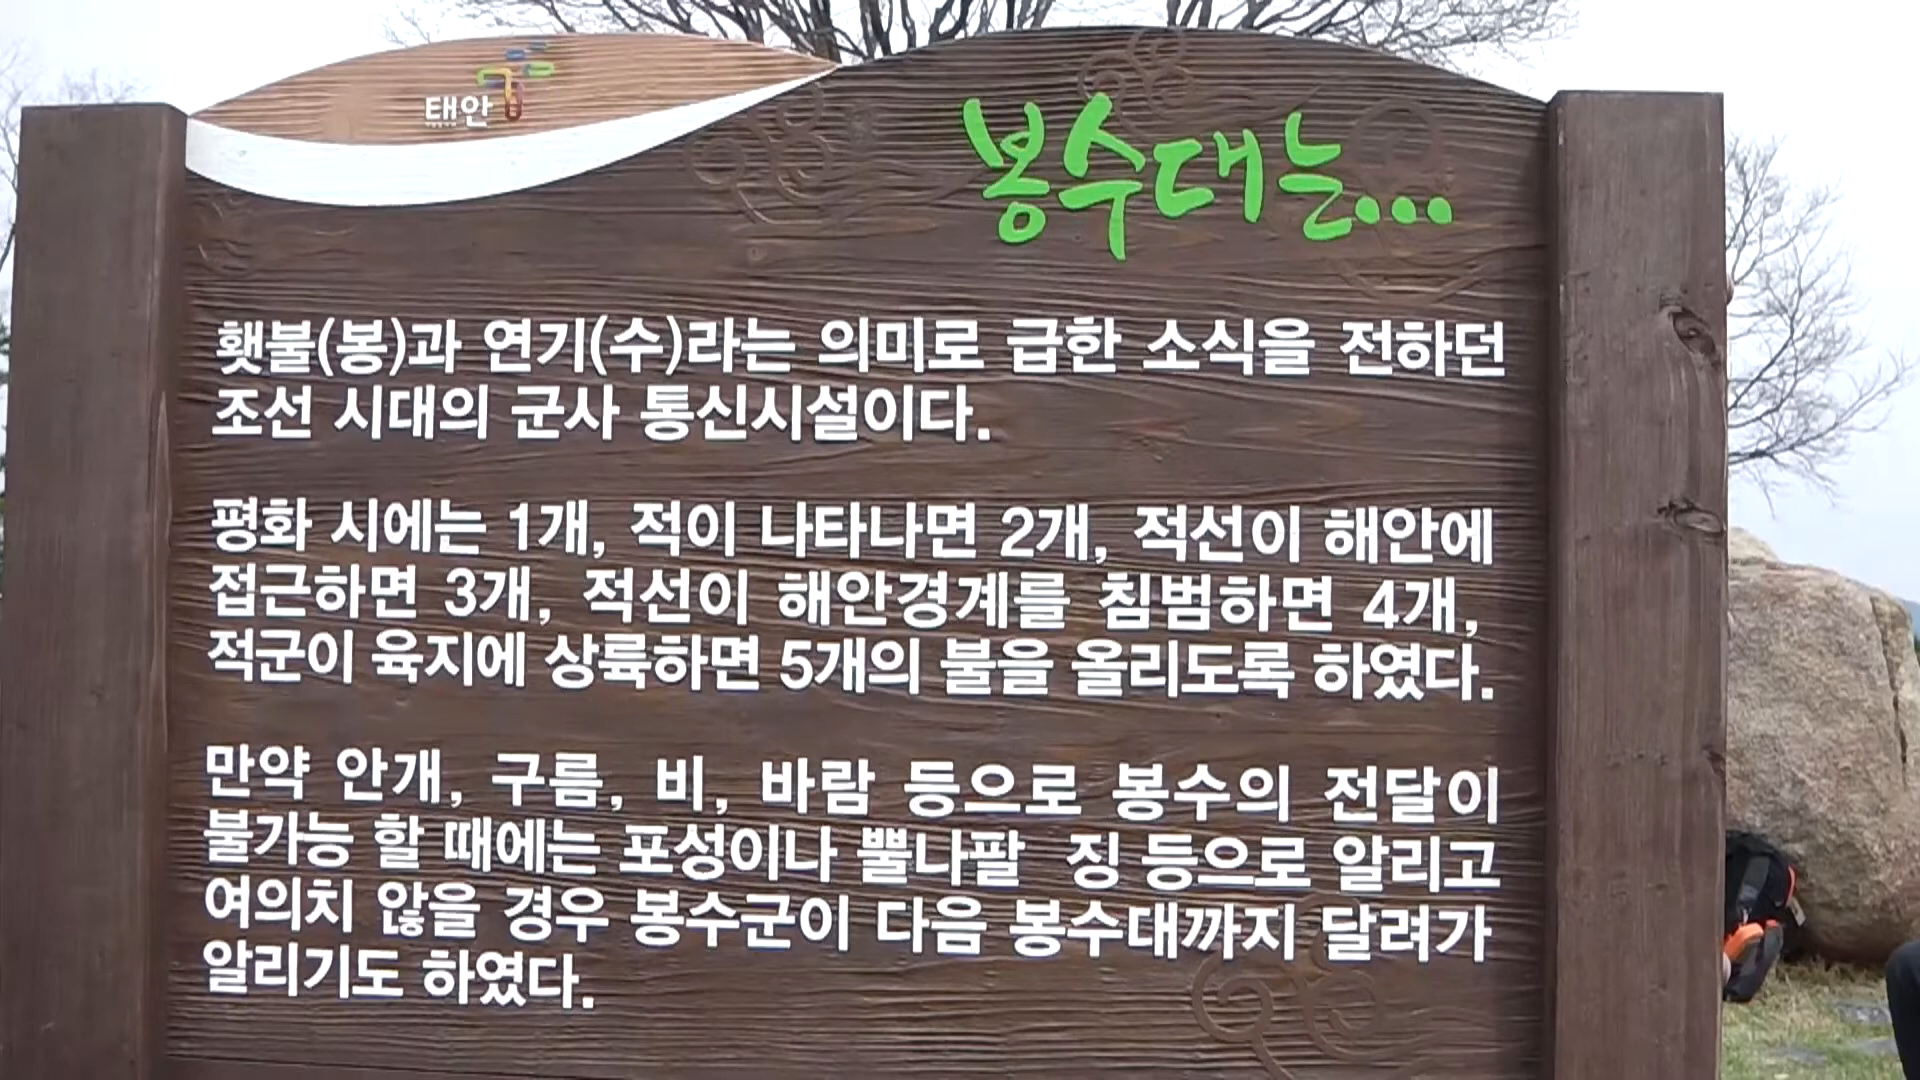 태안
봉수대는...
횃불(봉)과 연기(수)라는 의미로 급한 소식을 전하던
조선 시대의 군사 통신시설이다.
평화 시에는 1개, 적이 나타나면 2개, 적선이 해안에
접근하면 3개, 적선이 해안경계를 침범하면 4개,
적군이 육지에 상륙하면 5개의 불을 올리도록 하였다.
만약 안개, 구름, 비, 바람 등으로 봉수의 전달이
불가능 할 때에는 포성이나 뿔나팔 징 등으로 알리고
여의치 않을 경우 봉수군이 다음 봉수대까지 달려가
알리기도 하였다.